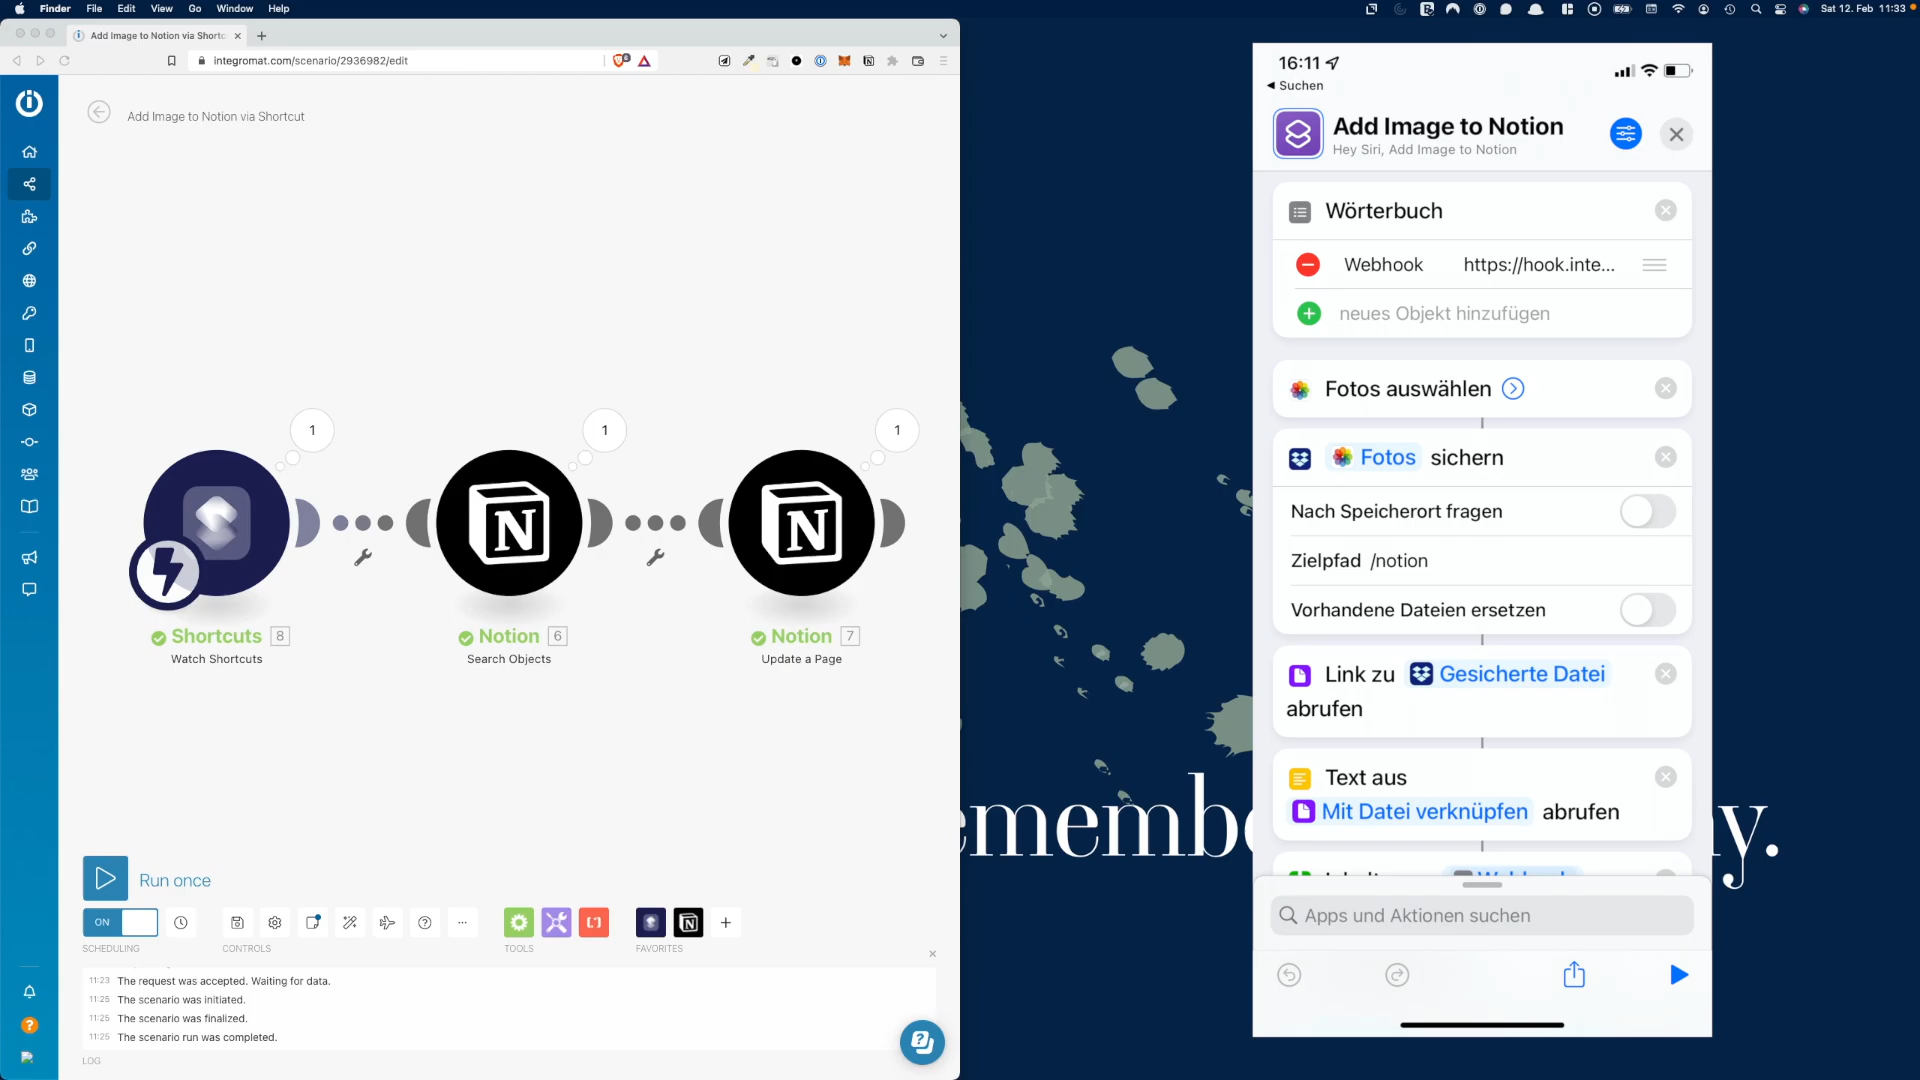 Finder File Edit View Go Window Help
Sat 12. Feb 11:33
Add Image to Notion via Shortc
integromat.com/scenario/2936982/edit
Add Image to Notion via Shortcut
1
1
1
Shortcuts 8
Watch Shortcuts
Notion 6
Search Objects
Notion 7
Update a Page
Run once
ON
SCHEDULING
CONTROLS
TOOLS
FAVORITES
11:23 The request was accepted. Waiting for data.
11:25 The scenario was initiated.
11:25 The scenario was finalized.
11:25 The scenario run was completed.
LOG
16:11
Suchen
Add Image to Notion
Hey Siri, Add Image to Notion
Wörterbuch
Webhook https://hook.inte...
neues Objekt hinzufügen
Fotos auswählen
Fotos sichern
Nach Speicherort fragen
Zielpfad /notion
Vorhandene Dateien ersetzen
Link zu Gesicherte Datei
abrufen
Text aus
Mit Datei verknüpfen abrufen
Apps und Aktionen suchen